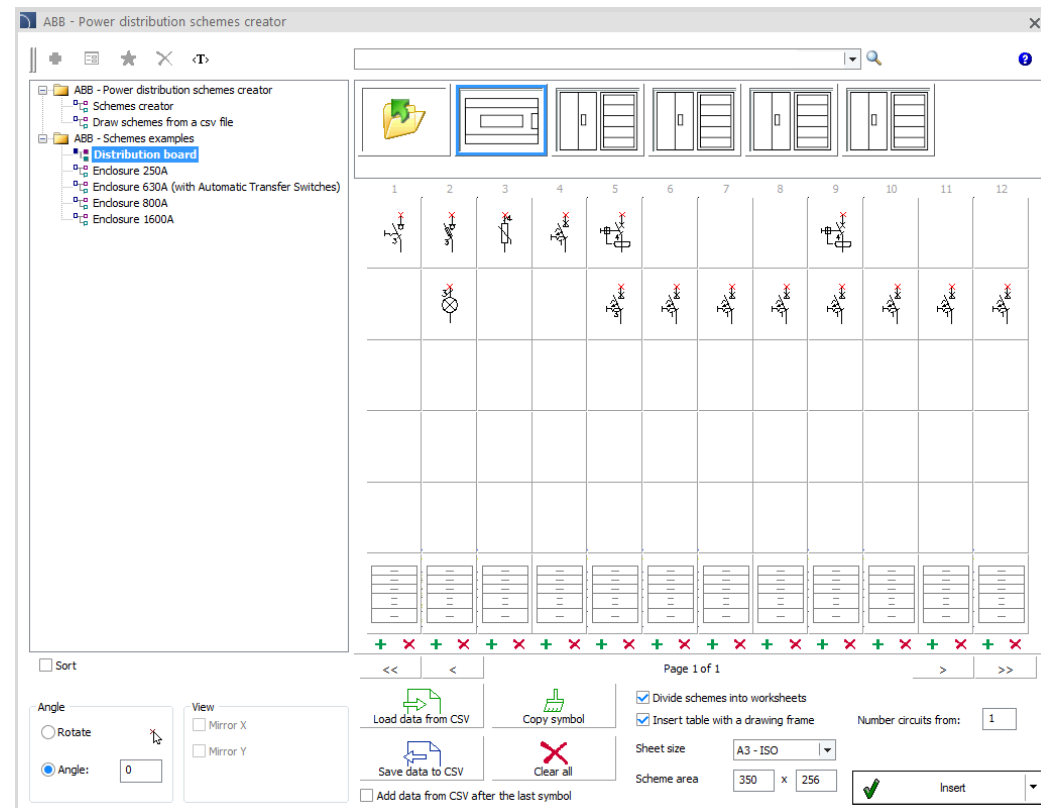 ABB - Power distribution schemes creator
<T>
ABB - Power distribution schemes creator
Schemes creator
Draw schemes from a csv file
ABB - Schemes examples
Distribution board
Enclosure 250A
Enclosure 630A (with Automatic Transfer Switches)
Enclosure 800A
Enclosure 1600A
1 2 3 4 5 6 7 8 9 10 11 12
<< < Page 1 of 1 > >>
Sort
Angle
Rotate
Angle: 0
View
Mirror X
Mirror Y
Load data from CSV
Copy symbol
Save data to CSV
Clear all
Add data from CSV after the last symbol
Divide schemes into worksheets
Insert table with a drawing frame
Number circuits from: 1
Sheet size A3 - ISO
Scheme area 350 x 256
Insert